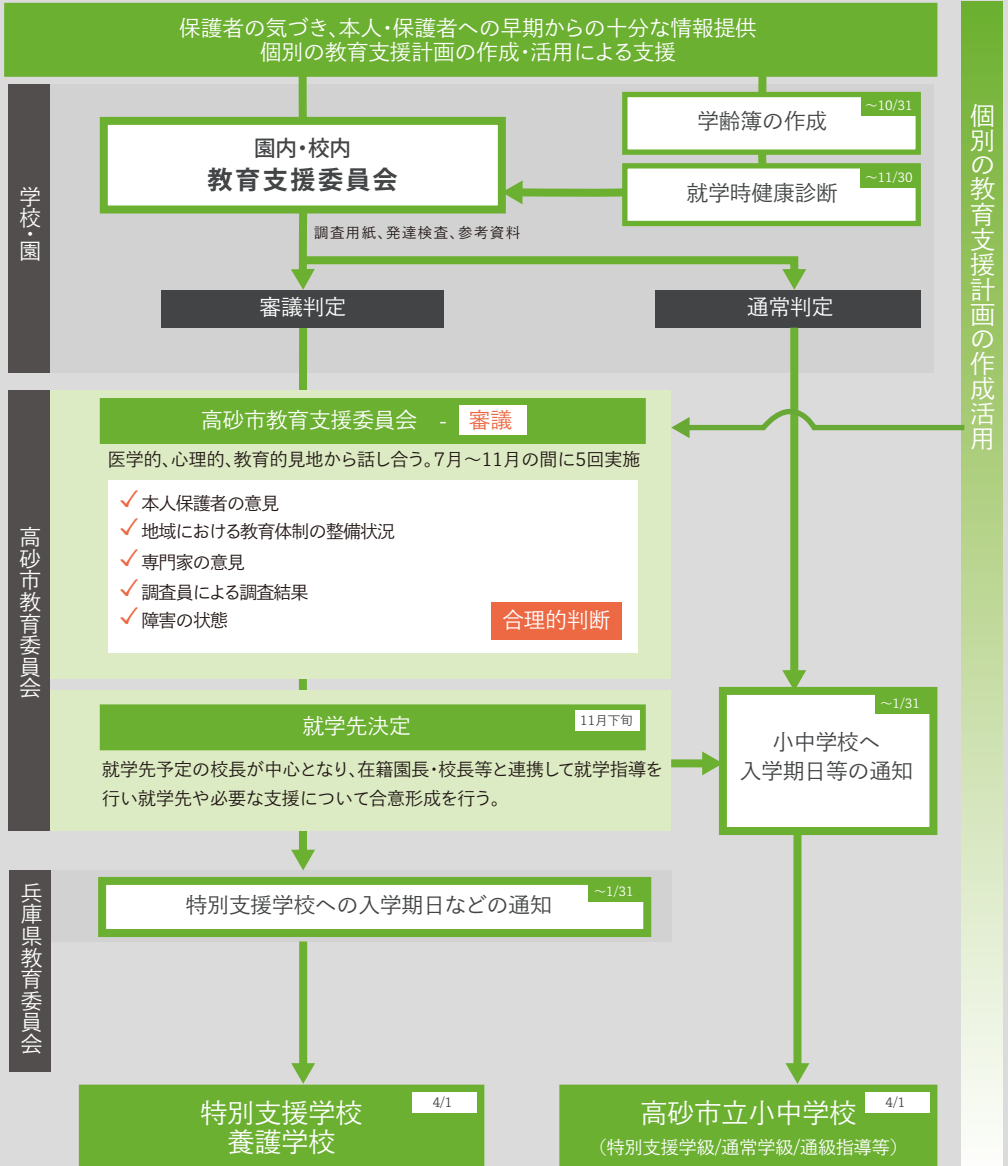 保護者の気づき、本人・保護者への早期からの十分な情報提供
個別の教育支援計画の作成・活用による支援
個別の教育支援計画の作成活用
学校・園
園内・校内
教育支援委員会
～10/31
学齢簿の作成
～11/30
就学時健康診断
調査用紙、発達検査、参考資料
審議判定
通常判定
高砂市教育委員会
高砂市教育支援委員会 - 審議
医学的、心理的、教育的見地から話し合う。7月～11月の間に5回実施
✓本人保護者の意見
✓地域における教育体制の整備状況
✓専門家の意見
✓調査員による調査結果
✓障害の状態
合理的判断
就学先決定
11月下旬
就学先予定の校長が中心となり、在籍園長・校長等と連携して就学指導を
行い就学先や必要な支援について合意形成を行う。
～1/31
小中学校へ
入学期日等の通知
兵庫県教育委員会
～1/31
特別支援学校への入学期日などの通知
特別支援学校
養護学校
4/1
高砂市立小中学校
4/1
（特別支援学級/通常学級/通級指導等）